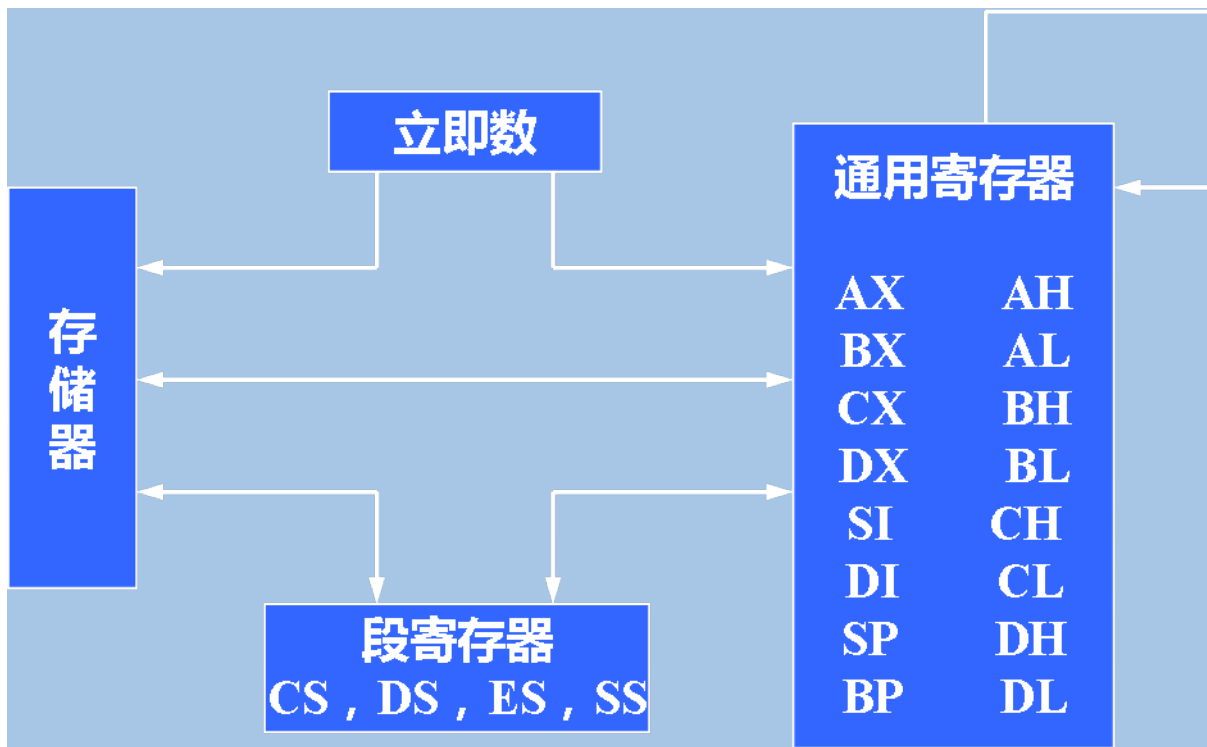 立即数
通用寄存器
存储器
AX AH
BX AL
CX BH
DX BL
SI CH
DI CL
SP DH
BP DL
段寄存器
CS , DS , ES , SS